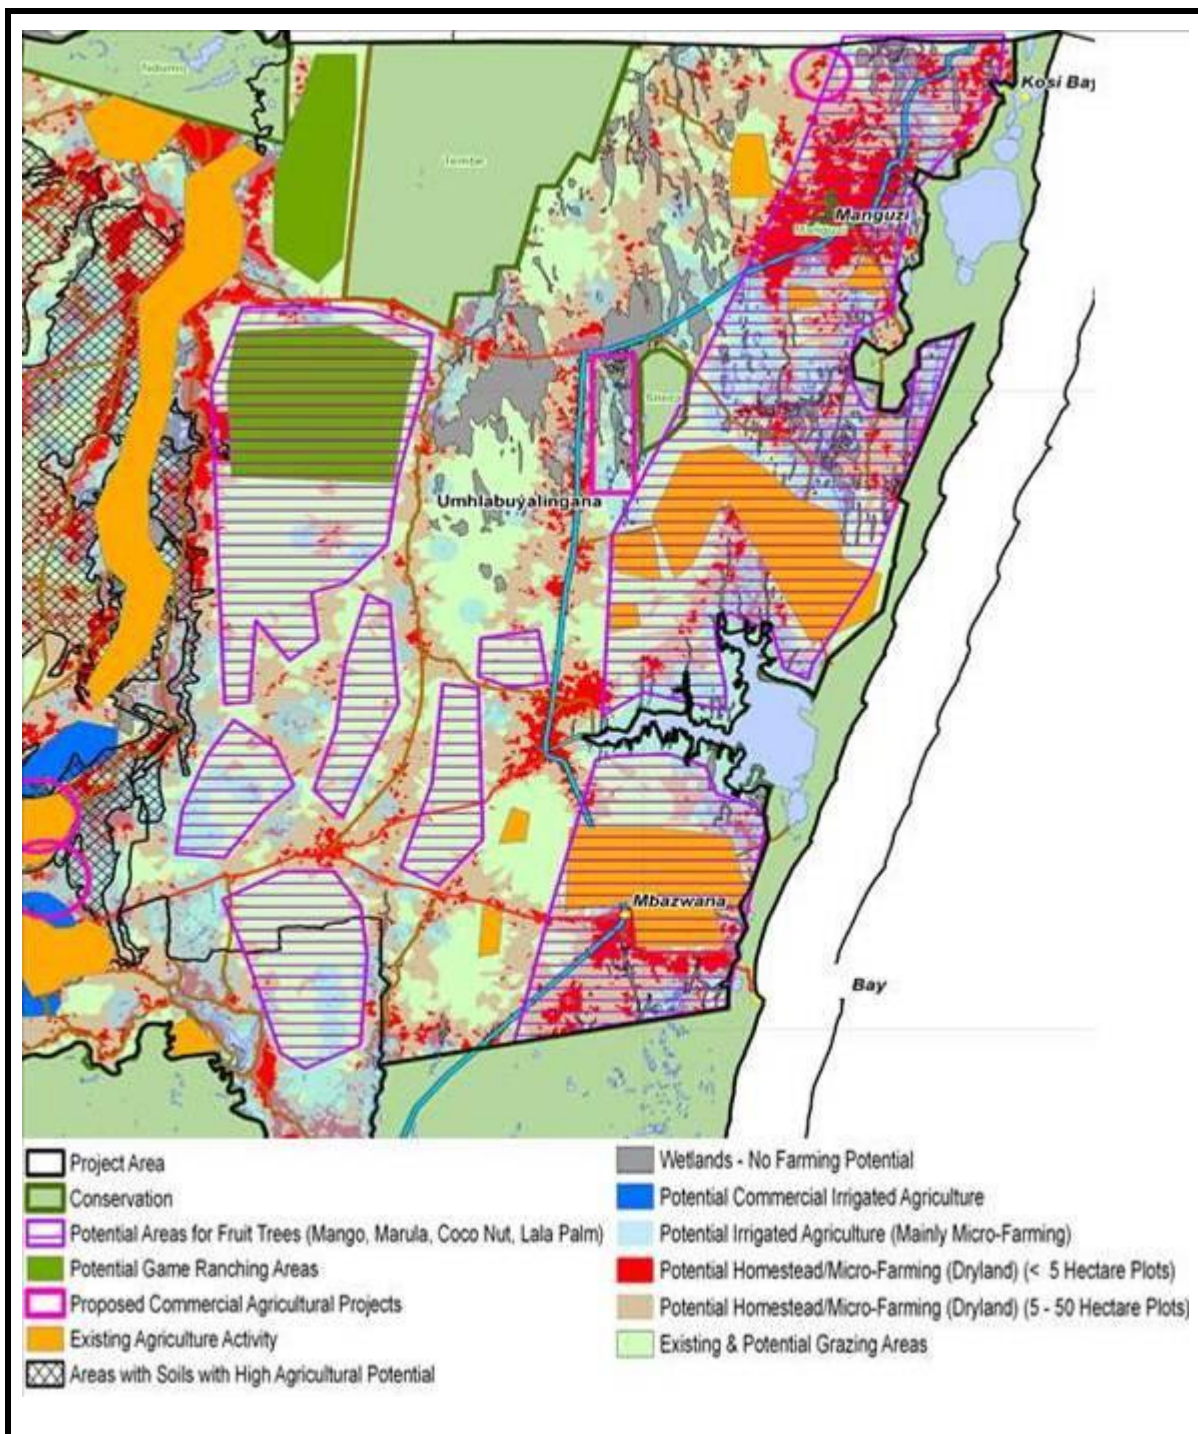 Ndumo
Tembe
Kosi Bay
Manguzi
Manguzi
Umhlabuyalingana
Mbazwana
Bay
Project Area
Conservation
Potential Areas for Fruit Trees (Mango, Marula, Coco Nut, Lala Palm)
Potential Game Ranching Areas
Proposed Commercial Agricultural Projects
Existing Agriculture Activity
Areas with Soils with High Agricultural Potential
Wetlands - No Farming Potential
Potential Commercial Irrigated Agriculture
Potential Irrigated Agriculture (Mainly Micro-Farming)
Potential Homestead/Micro-Farming (Dryland) (< 5 Hectare Plots)
Potential Homestead/Micro-Farming (Dryland) (5 - 50 Hectare Plots)
Existing & Potential Grazing Areas